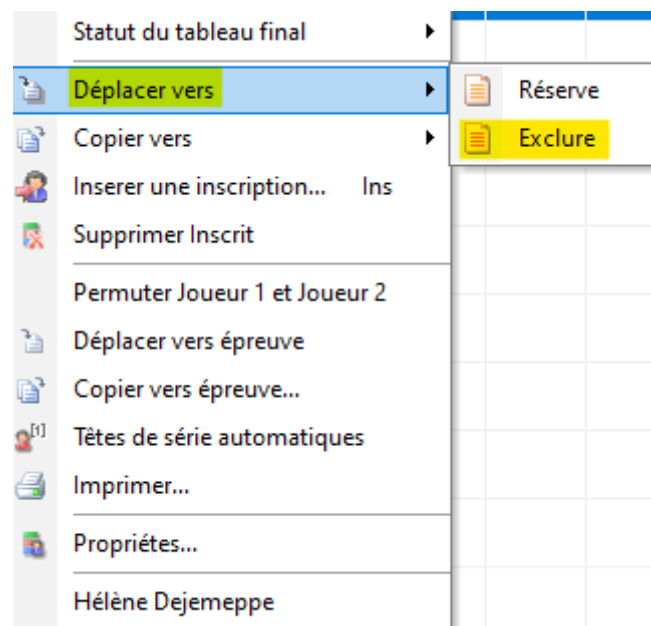 Statut du tableau final
Déplacer vers
Réserve
Copier vers
Exclure
Inserer une inscription... Ins
Supprimer Inscrit
Permuter Joueur 1 et Joueur 2
Déplacer vers épreuve
Copier vers épreuve...
[1]
Têtes de série automatiques
Imprimer...
Propriétes...
Hélène Dejemeppe